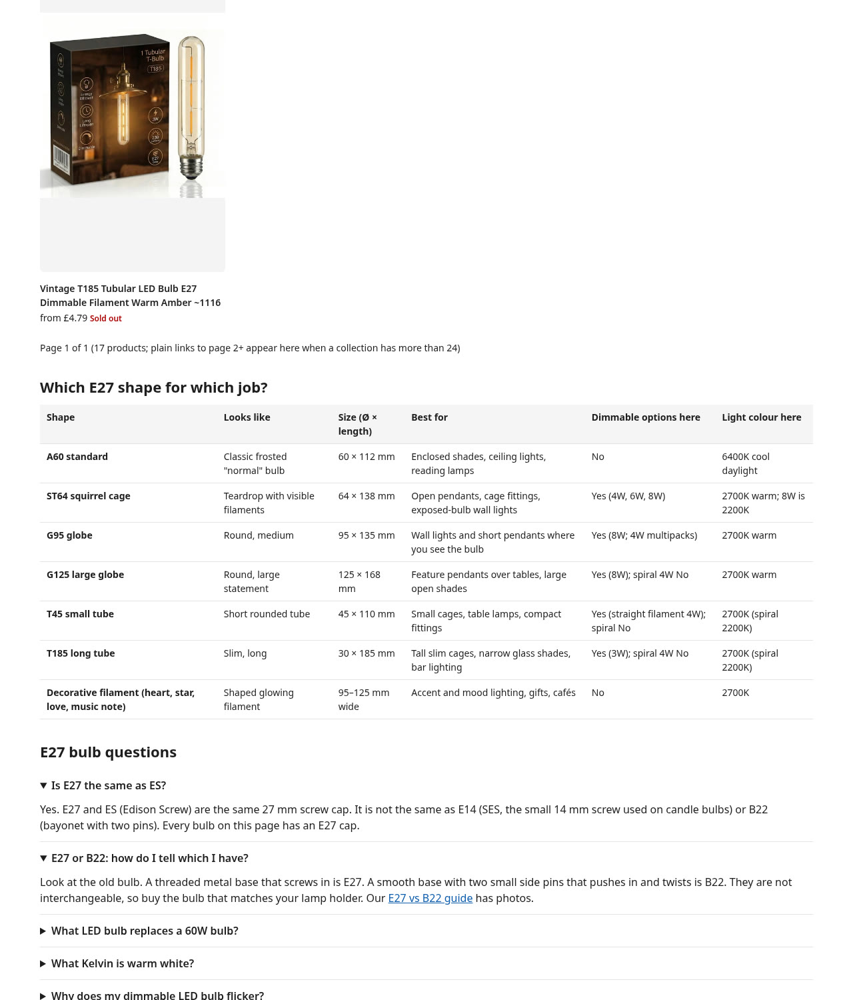 1 Tubular
T-Bulb
T185
Energy
Efficient
Long
Lifespan
Dimmable
3W
230
E27
Vintage T185 Tubular LED Bulb E27
Dimmable Filament Warm Amber ~1116
from £4.79 Sold out
Page 1 of 1 (17 products; plain links to page 2+ appear here when a collection has more than 24)
Which E27 shape for which job?
Shape Looks like Size (Ø × length) Best for Dimmable options here Light colour here
A60 standard Classic frosted "normal" bulb 60 × 112 mm Enclosed shades, ceiling lights, reading lamps No 6400K cool daylight
ST64 squirrel cage Teardrop with visible filaments 64 × 138 mm Open pendants, cage fittings, exposed-bulb wall lights Yes (4W, 6W, 8W) 2700K warm; 8W is 2200K
G95 globe Round, medium 95 × 135 mm Wall lights and short pendants where you see the bulb Yes (8W; 4W multipacks) 2700K warm
G125 large globe Round, large statement 125 × 168 mm Feature pendants over tables, large open shades Yes (8W); spiral 4W No 2700K warm
T45 small tube Short rounded tube 45 × 110 mm Small cages, table lamps, compact fittings Yes (straight filament 4W); spiral No 2700K (spiral 2200K)
T185 long tube Slim, long 30 × 185 mm Tall slim cages, narrow glass shades, bar lighting Yes (3W); spiral 4W No 2700K (spiral 2200K)
Decorative filament (heart, star, love, music note) Shaped glowing filament 95–125 mm wide Accent and mood lighting, gifts, cafés No 2700K
E27 bulb questions
Is E27 the same as ES?
Yes. E27 and ES (Edison Screw) are the same 27 mm screw cap. It is not the same as E14 (SES, the small 14 mm screw used on candle bulbs) or B22
(bayonet with two pins). Every bulb on this page has an E27 cap.
E27 or B22: how do I tell which I have?
Look at the old bulb. A threaded metal base that screws in is E27. A smooth base with two small side pins that pushes in and twists is B22. They are not
interchangeable, so buy the bulb that matches your lamp holder. Our E27 vs B22 guide has photos.
What LED bulb replaces a 60W bulb?
What Kelvin is warm white?
Why does my dimmable LED bulb flicker?